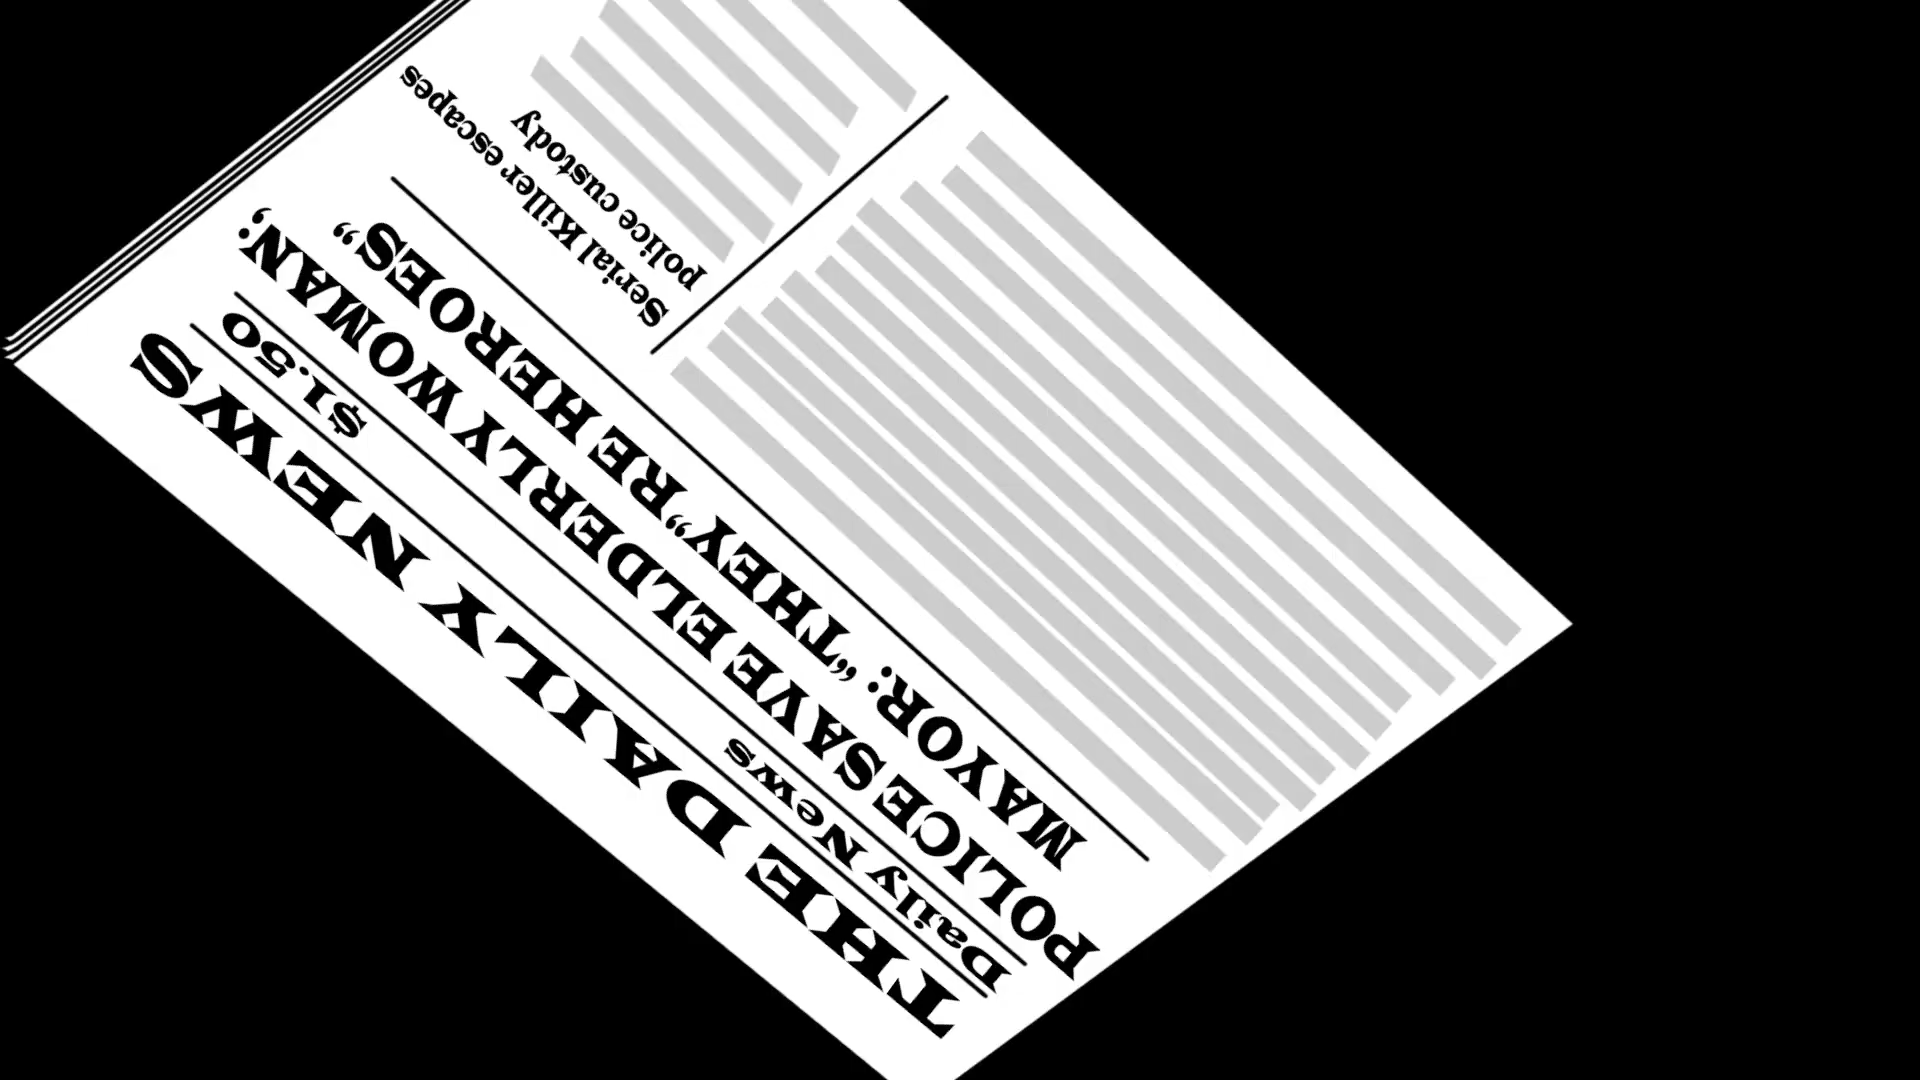 THE DAILY NEWS
Daily News $1.50
POLICE SAVE ELDERLY WOMAN;
MAYOR: “THEY”RE HEROES”
Serial Killer escapes
police custody